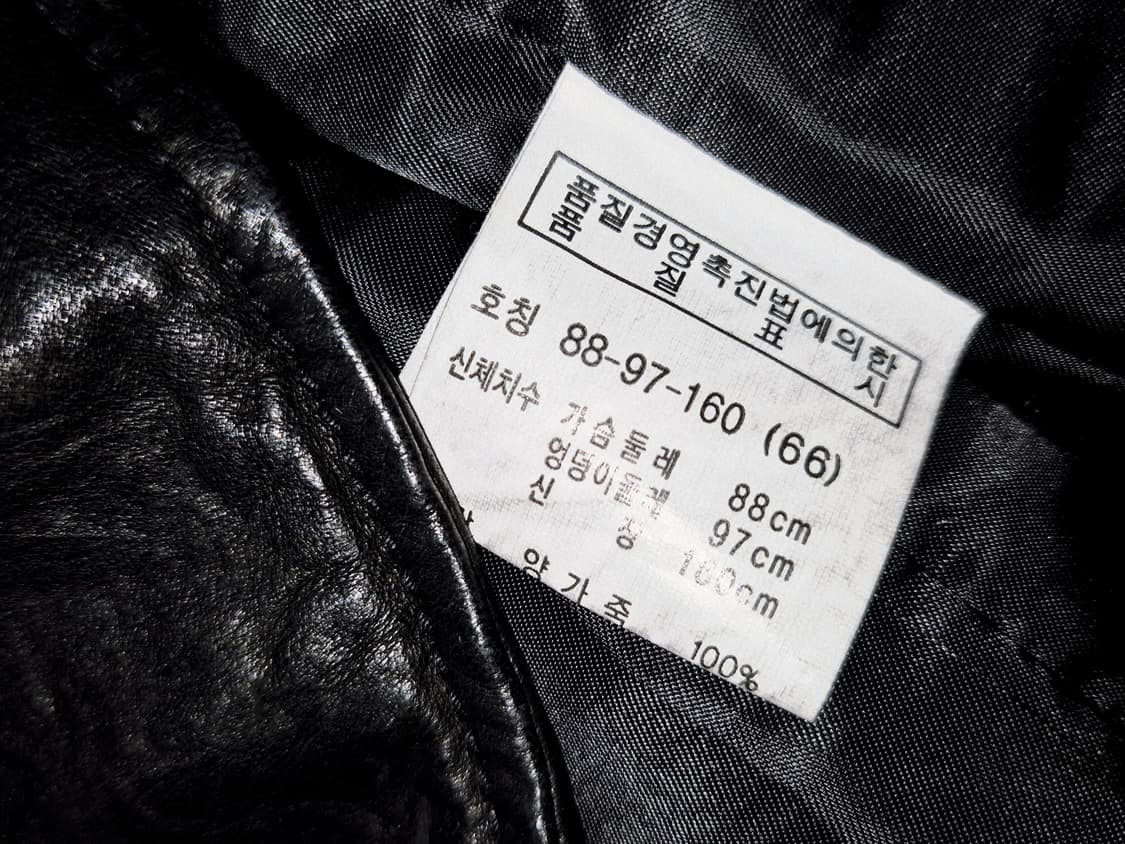 품질경영촉진법에의한
품 질 표 시
호칭 88-97-160 (66)
신체치수 가슴둘레 88cm
엉덩이둘레 97cm
신 장 160cm
양가죽 100%